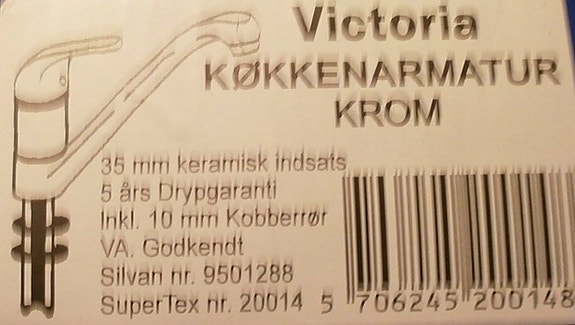 Victoria
KØKKENARMATUR
KROM
35 mm keramisk indsats
5 års Drypgaranti
Inkl. 10 mm Kobberrør
VA. Godkendt
Silvan nr. 9501288
SuperTex nr. 20014
5 706245 200148